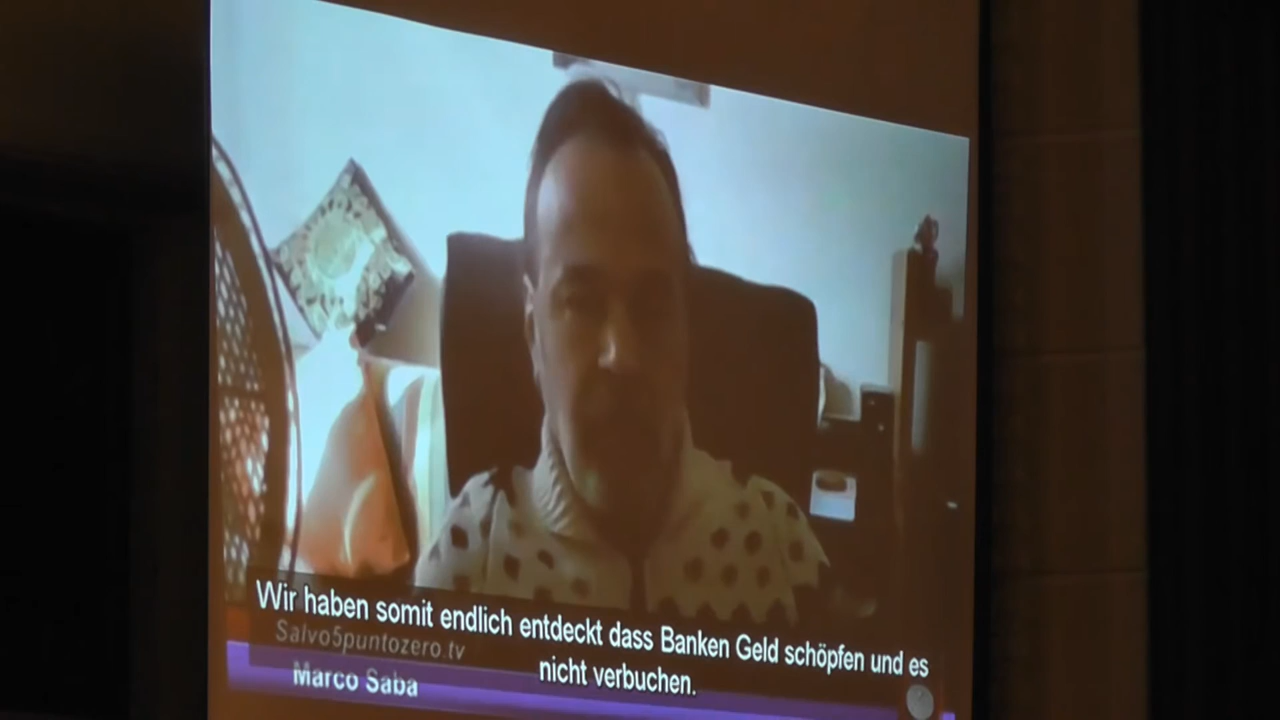 Wir haben somit endlich entdeckt dass Banken Geld schöpfen und es
nicht verbuchen.
Salvo5puntozero.tv
Marco Saba